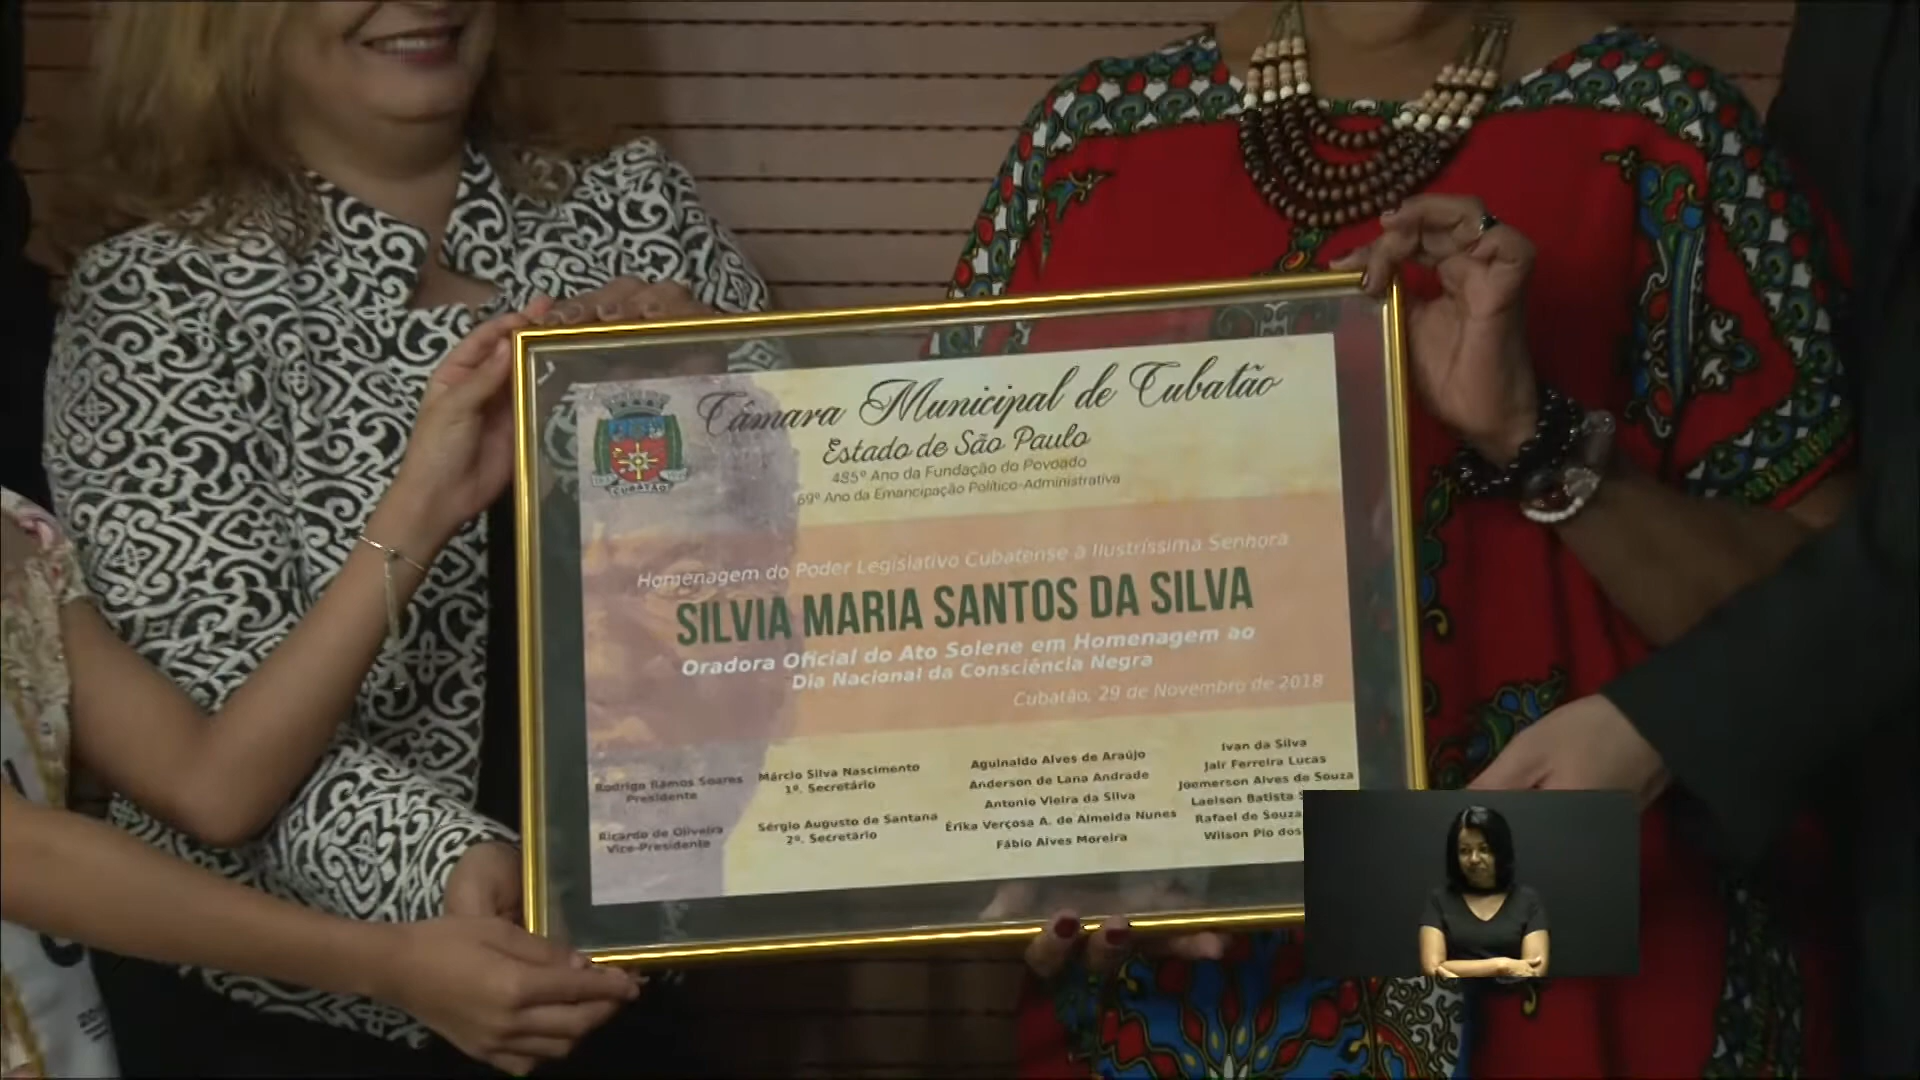 Câmara Municipal de Cubatão
Estado de São Paulo
485º Ano da Fundação do Povoado
69º Ano da Emancipação Político-Administrativa
CUBATÃO
Homenagem do Poder Legislativo Cubatense à Ilustríssima Senhora
SILVIA MARIA SANTOS DA SILVA
Oradora Oficial do Ato Solene em Homenagem ao
Dia Nacional da Consciência Negra
Cubatão, 29 de Novembro de 2018
Rodrigo Ramos Soares
Presidente
Ricardo de Oliveira
Vice-Presidente
Márcio Silva Nascimento
1º. Secretário
Sérgio Augusto de Santana
2º. Secretário
Aguinaldo Alves de Araújo
Anderson de Lana Andrade
Antonio Vieira da Silva
Érika Verçosa A. de Almeida Nunes
Fábio Alves Moreira
Ivan da Silva
Jair Ferreira Lucas
Joemerson Alves de Souza
Laelson Batista S
Rafael de Souza
Wilson Pio dos